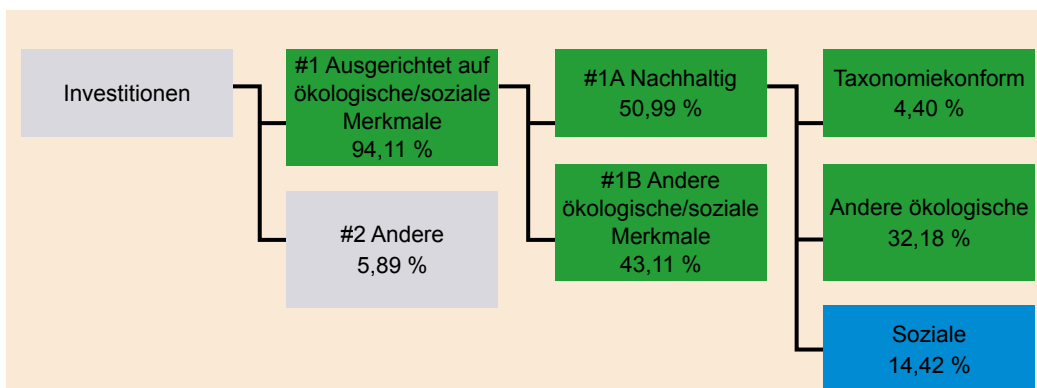 Investitionen
#1 Ausgerichtet auf
ökologische/soziale
Merkmale
94,11 %
#2 Andere
5,89 %
#1A Nachhaltig
50,99 %
#1B Andere
ökologische/soziale
Merkmale
43,11 %
Taxonomiekonform
4,40 %
Andere ökologische
32,18 %
Soziale
14,42 %